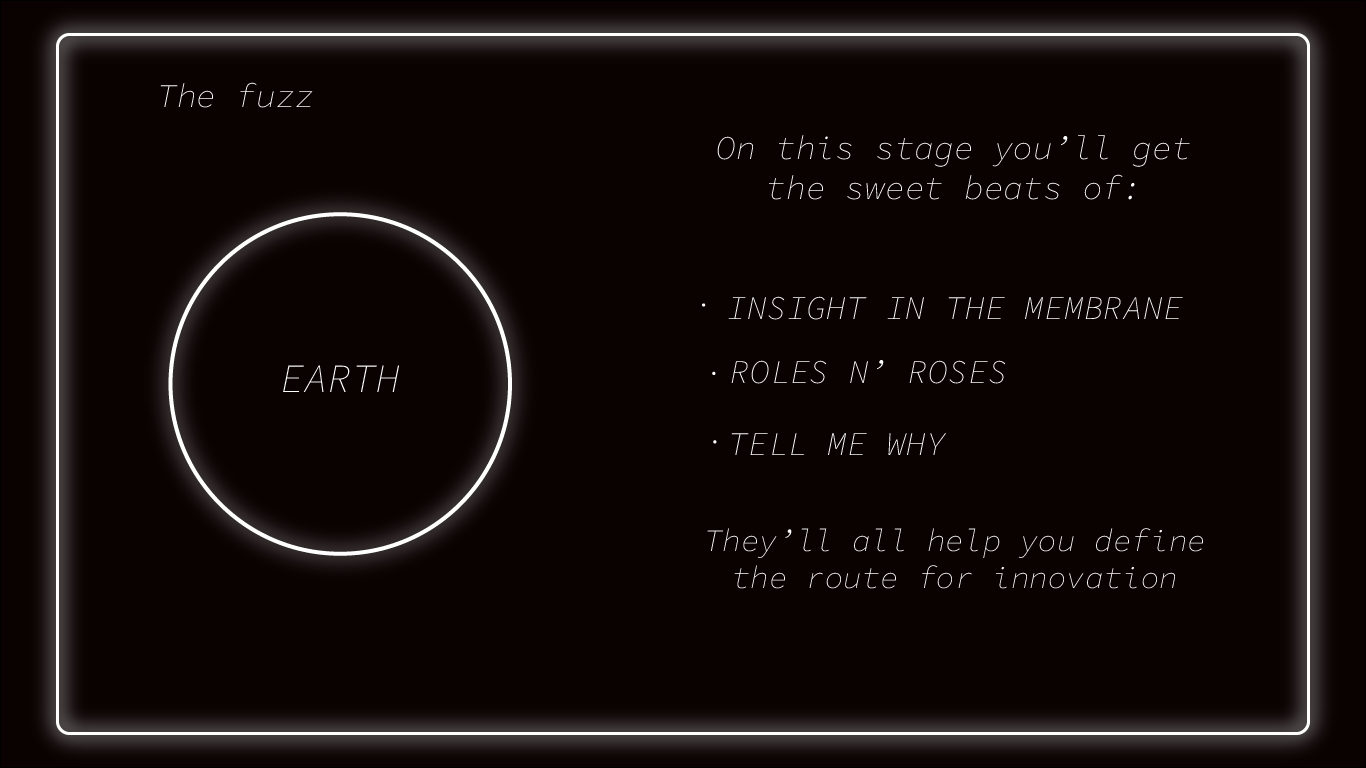 The fuzz
EARTH
On this stage you’ll get
the sweet beats of:
· INSIGHT IN THE MEMBRANE
· ROLES N’ ROSES
· TELL ME WHY
They’ll all help you define
the route for innovation